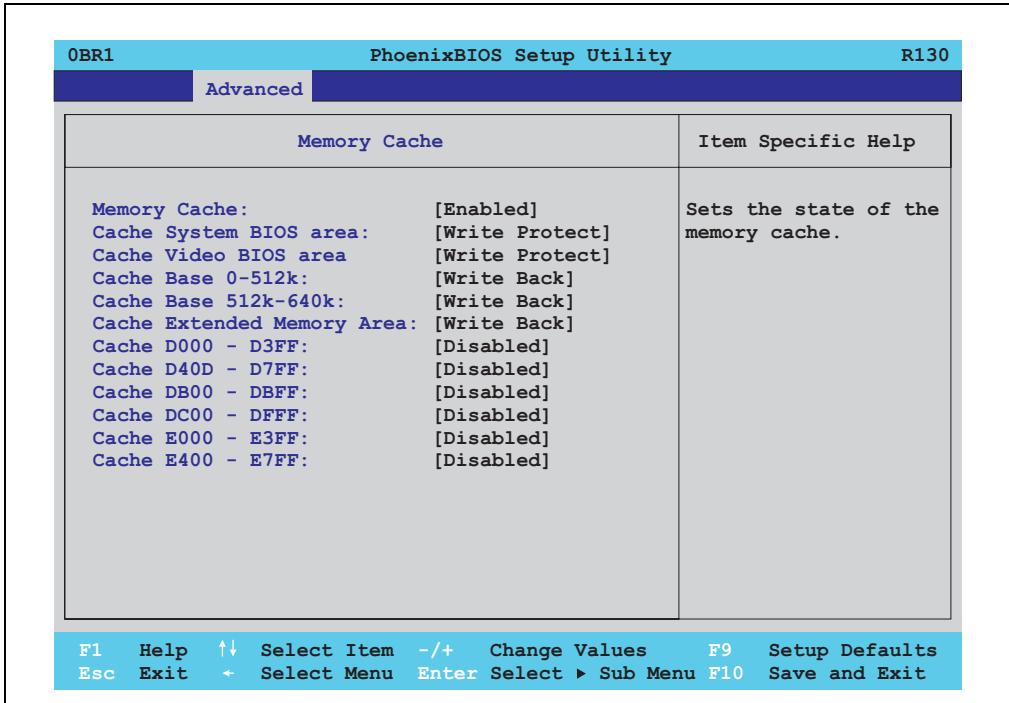 0BR1 PhoenixBIOS Setup Utility R130
Advanced
Memory Cache
Item Specific Help
Memory Cache: [Enabled]
Cache System BIOS area: [Write Protect]
Cache Video BIOS area [Write Protect]
Cache Base 0-512k: [Write Back]
Cache Base 512k-640k: [Write Back]
Cache Extended Memory Area: [Write Back]
Cache D000 - D3FF: [Disabled]
Cache D40D - D7FF: [Disabled]
Cache DB00 - DBFF: [Disabled]
Cache DC00 - DFFF: [Disabled]
Cache E000 - E3FF: [Disabled]
Cache E400 - E7FF: [Disabled]
Sets the state of the
memory cache.
F1 Help ↑↓ Select Item -/+ Change Values F9 Setup Defaults
Esc Exit ← Select Menu Enter Select ▶ Sub Menu F10 Save and Exit